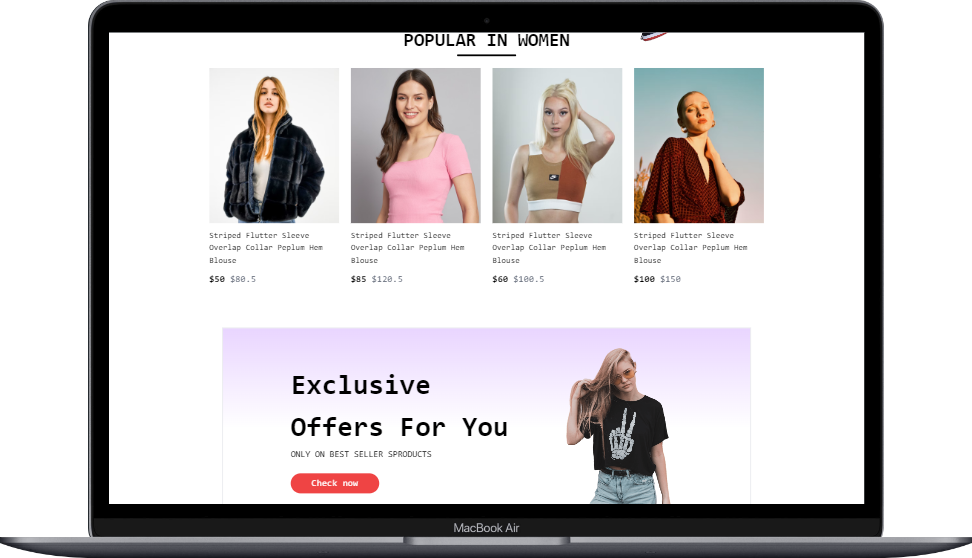 POPULAR IN WOMEN
Striped Flutter Sleeve
Overlap Collar Peplum Hem
Blouse
$50 $80.5
Striped Flutter Sleeve
Overlap Collar Peplum Hem
Blouse
$85 $120.5
Striped Flutter Sleeve
Overlap Collar Peplum Hem
Blouse
$60 $100.5
Striped Flutter Sleeve
Overlap Collar Peplum Hem
Blouse
$100 $150
Exclusive
Offers For You
ONLY ON BEST SELLER SPRODUCTS
Check now
MacBook Air